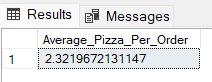 Results Messages
Average_Pizza_Per_Order
1 2.3219672131147